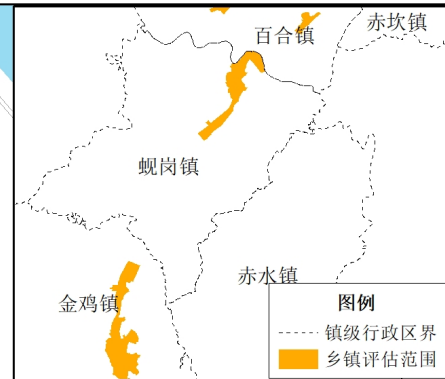 百合镇
赤坎镇
蚬岗镇
赤水镇
金鸡镇
图例
镇级行政区界
乡镇评估范围